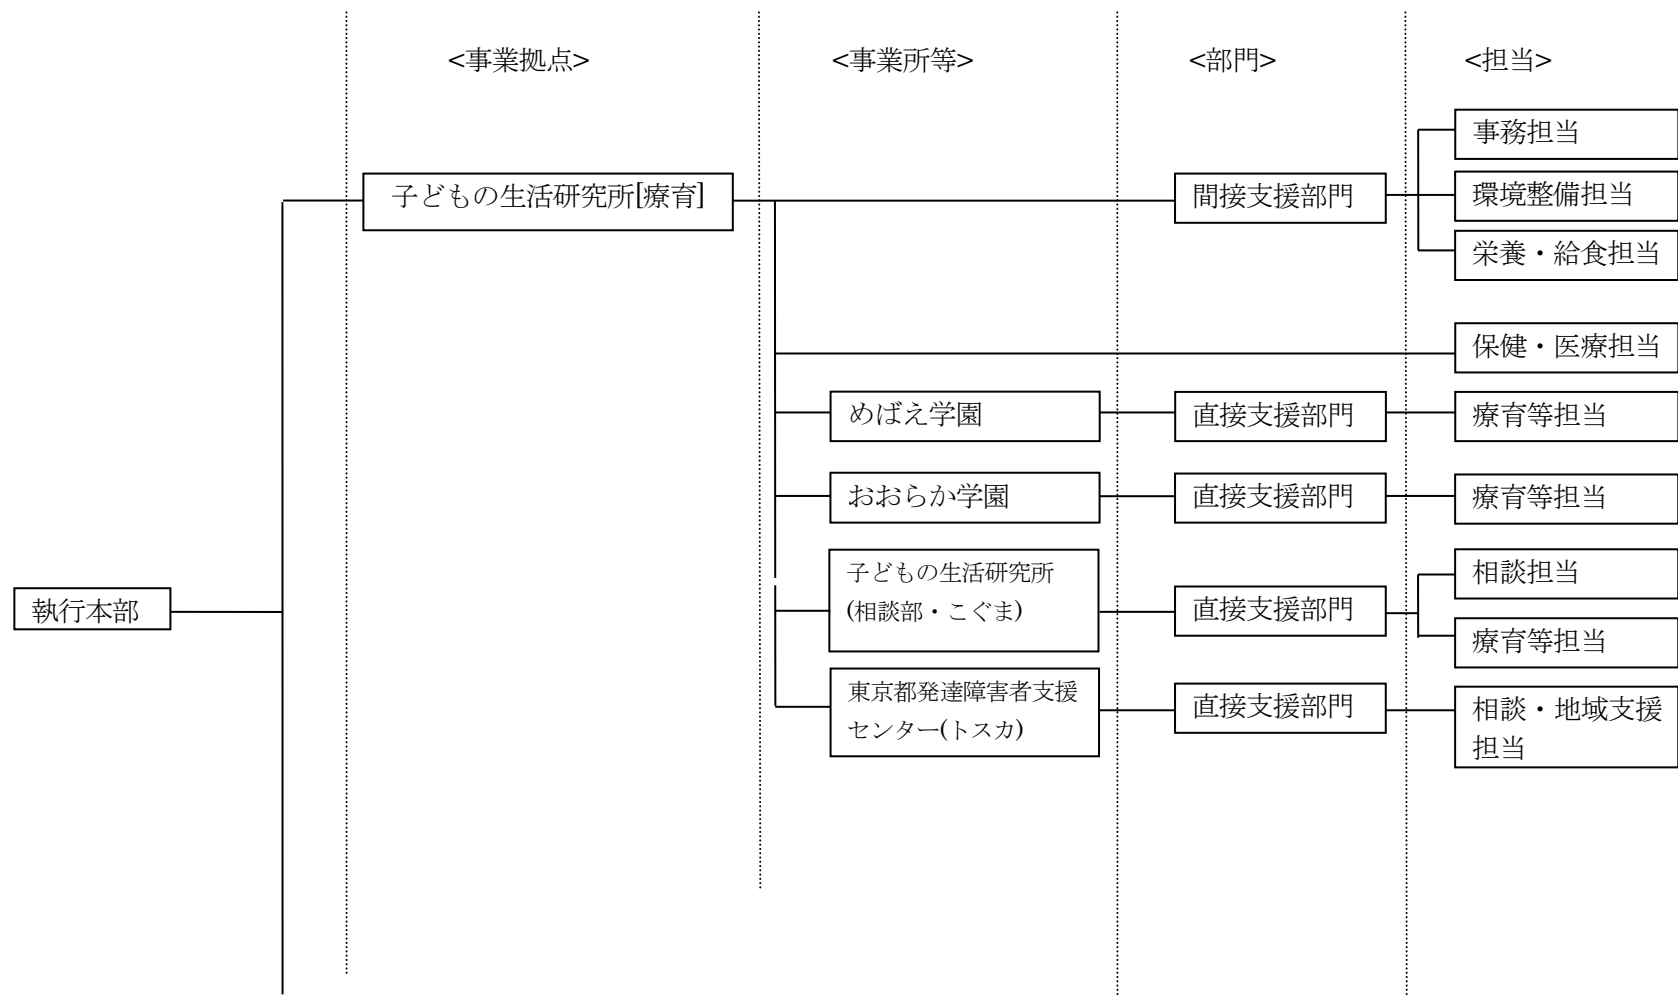 <事業拠点>
<事業所等>
<部門>
<担当>
事務担当
子どもの生活研究所[療育]
間接支援部門
環境整備担当
栄養・給食担当
保健・医療担当
めばえ学園
直接支援部門
療育等担当
おおらか学園
直接支援部門
療育等担当
子どもの生活研究所
(相談部・こぐま)
直接支援部門
相談担当
療育等担当
執行本部
東京都発達障害者支援
センター(トスカ)
直接支援部門
相談・地域支援
担当